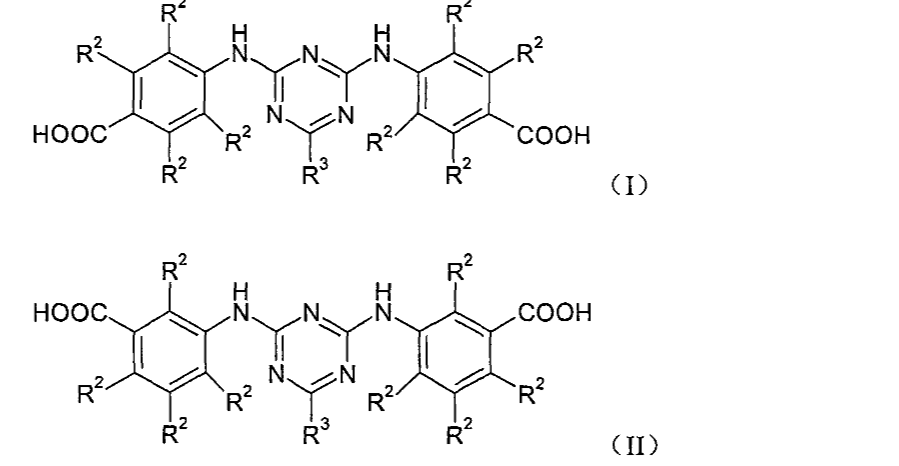 R² R²
H H
R² N N N R²
N N
HOOC R² R² COOH
R² R³ R²
(I)
R² R²
HOOC H H COOH
N N N
N N
R² R² R² R²
R² R³ R²
(II)